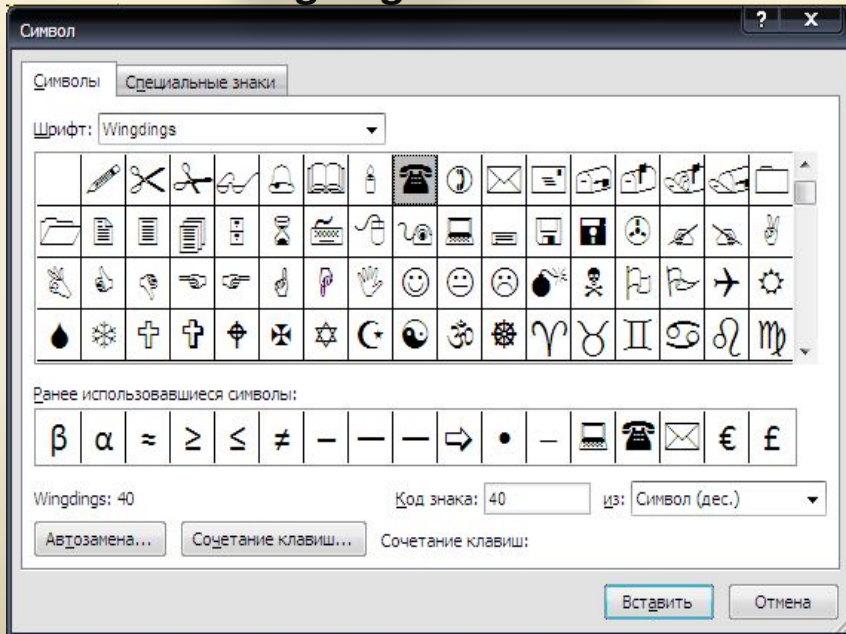 ? X
Символ
Символы Специальные знаки
Шрифт: Wingdings
Ранее использовавшиеся символы:
β α ≈ ≥ ≤ ≠ – — — ⇨ • – 💻 ☎ ✉ € £
Wingdings: 40 Код знака: 40 из: Символ (дес.)
Автозамена... Сочетание клавиш... Сочетание клавиш:
Вставить Отмена